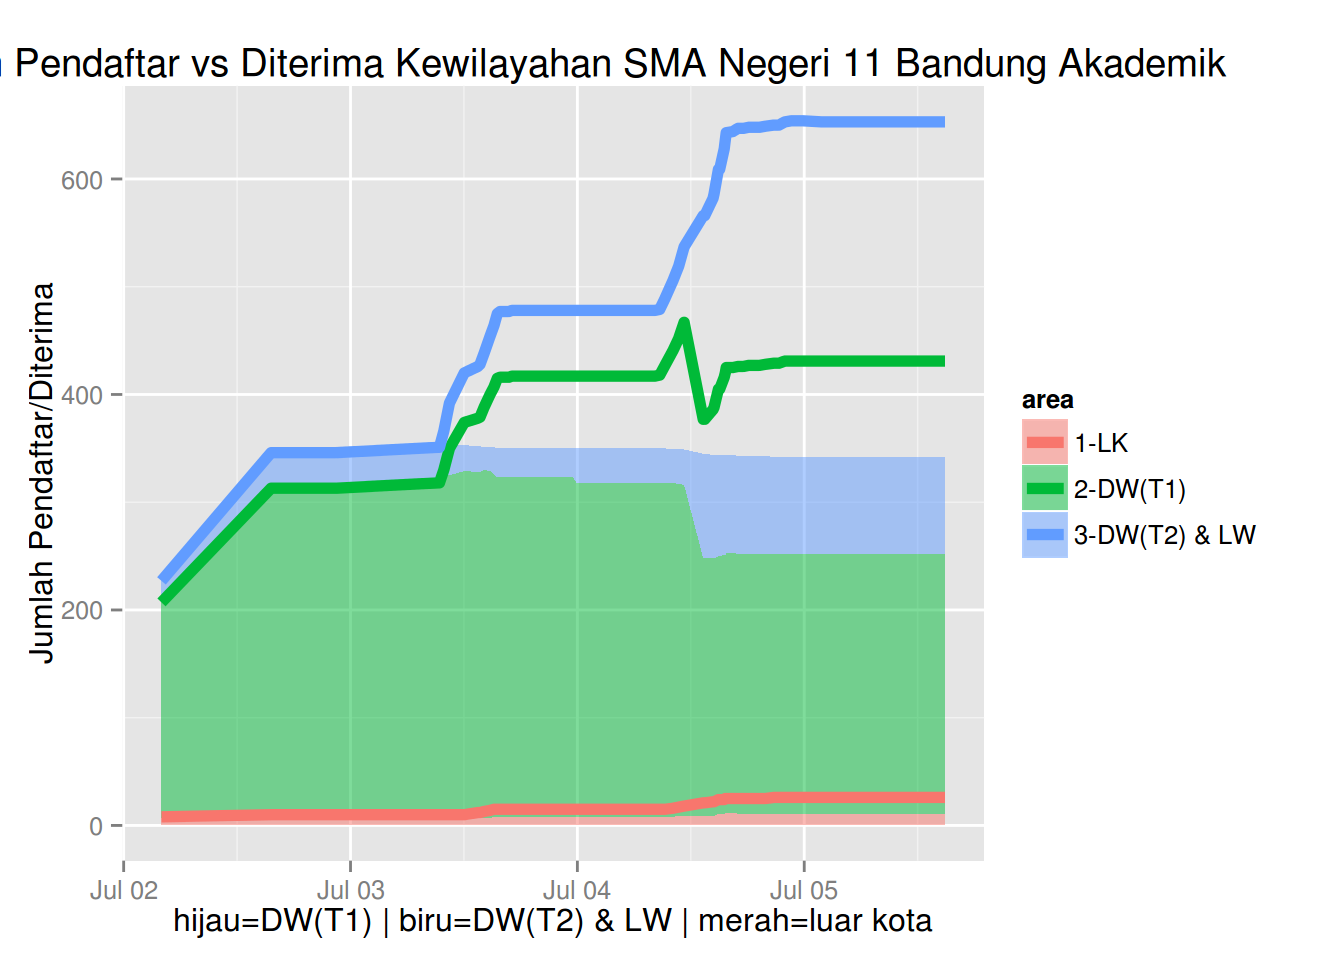 Pendaftar vs Diterima Kewilayahan SMA Negeri 11 Bandung Akademik
Jumlah Pendaftar/Diterima
600
400
200
0
Jul 02
Jul 03
Jul 04
Jul 05
hijau=DW(T1) | biru=DW(T2) & LW | merah=luar kota
area
1-LK
2-DW(T1)
3-DW(T2) & LW